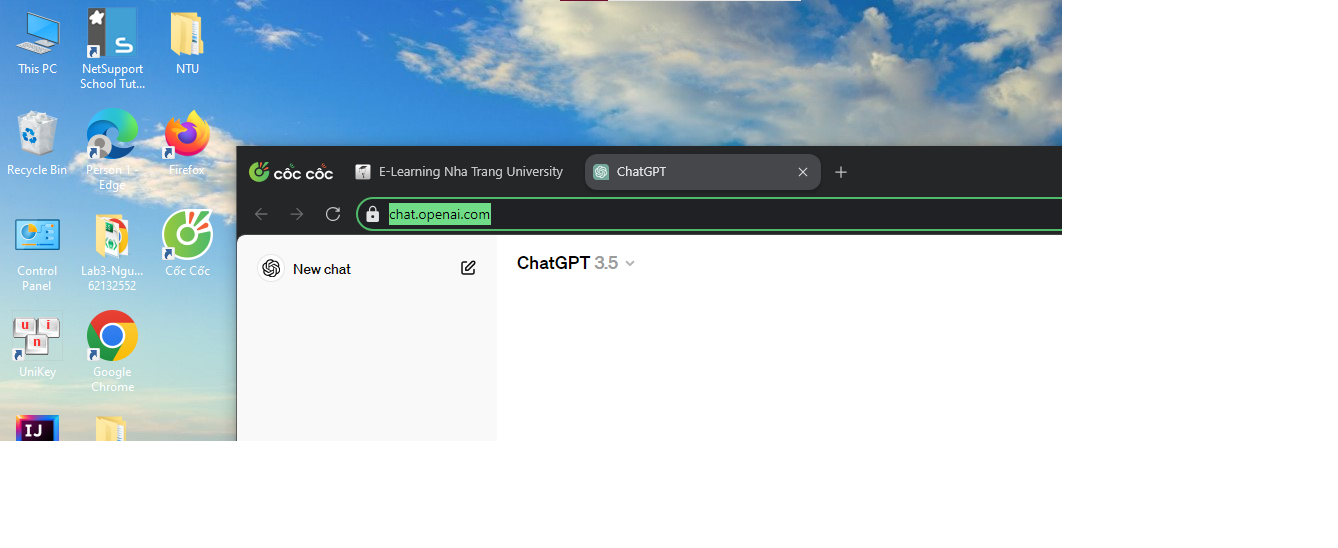 This PC
NetSupport
School Tut...
NTU
Recycle Bin
Person 1 -
Edge
Firefox
Control
Panel
Lab3-Ngu...
62132552
Cốc Cốc
u i
n
UniKey
Google
Chrome
IJ
cốc cốc
E-Learning Nha Trang University
ChatGPT
chat.openai.com
New chat
ChatGPT 3.5